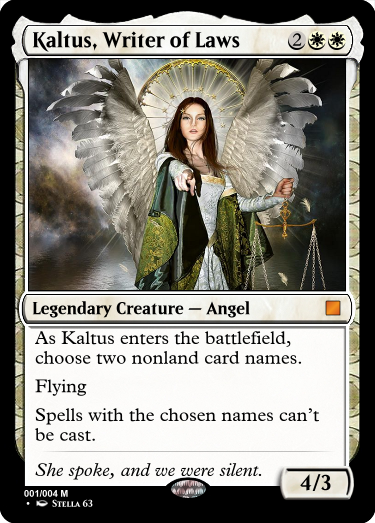 Kaltus, Writer of Laws 2
Legendary Creature — Angel
As Kaltus enters the battlefield,
choose two nonland card names.
Flying
Spells with the chosen names can't
be cast.
She spoke, and we were silent.
4/3
001/004 M
• Stella 63